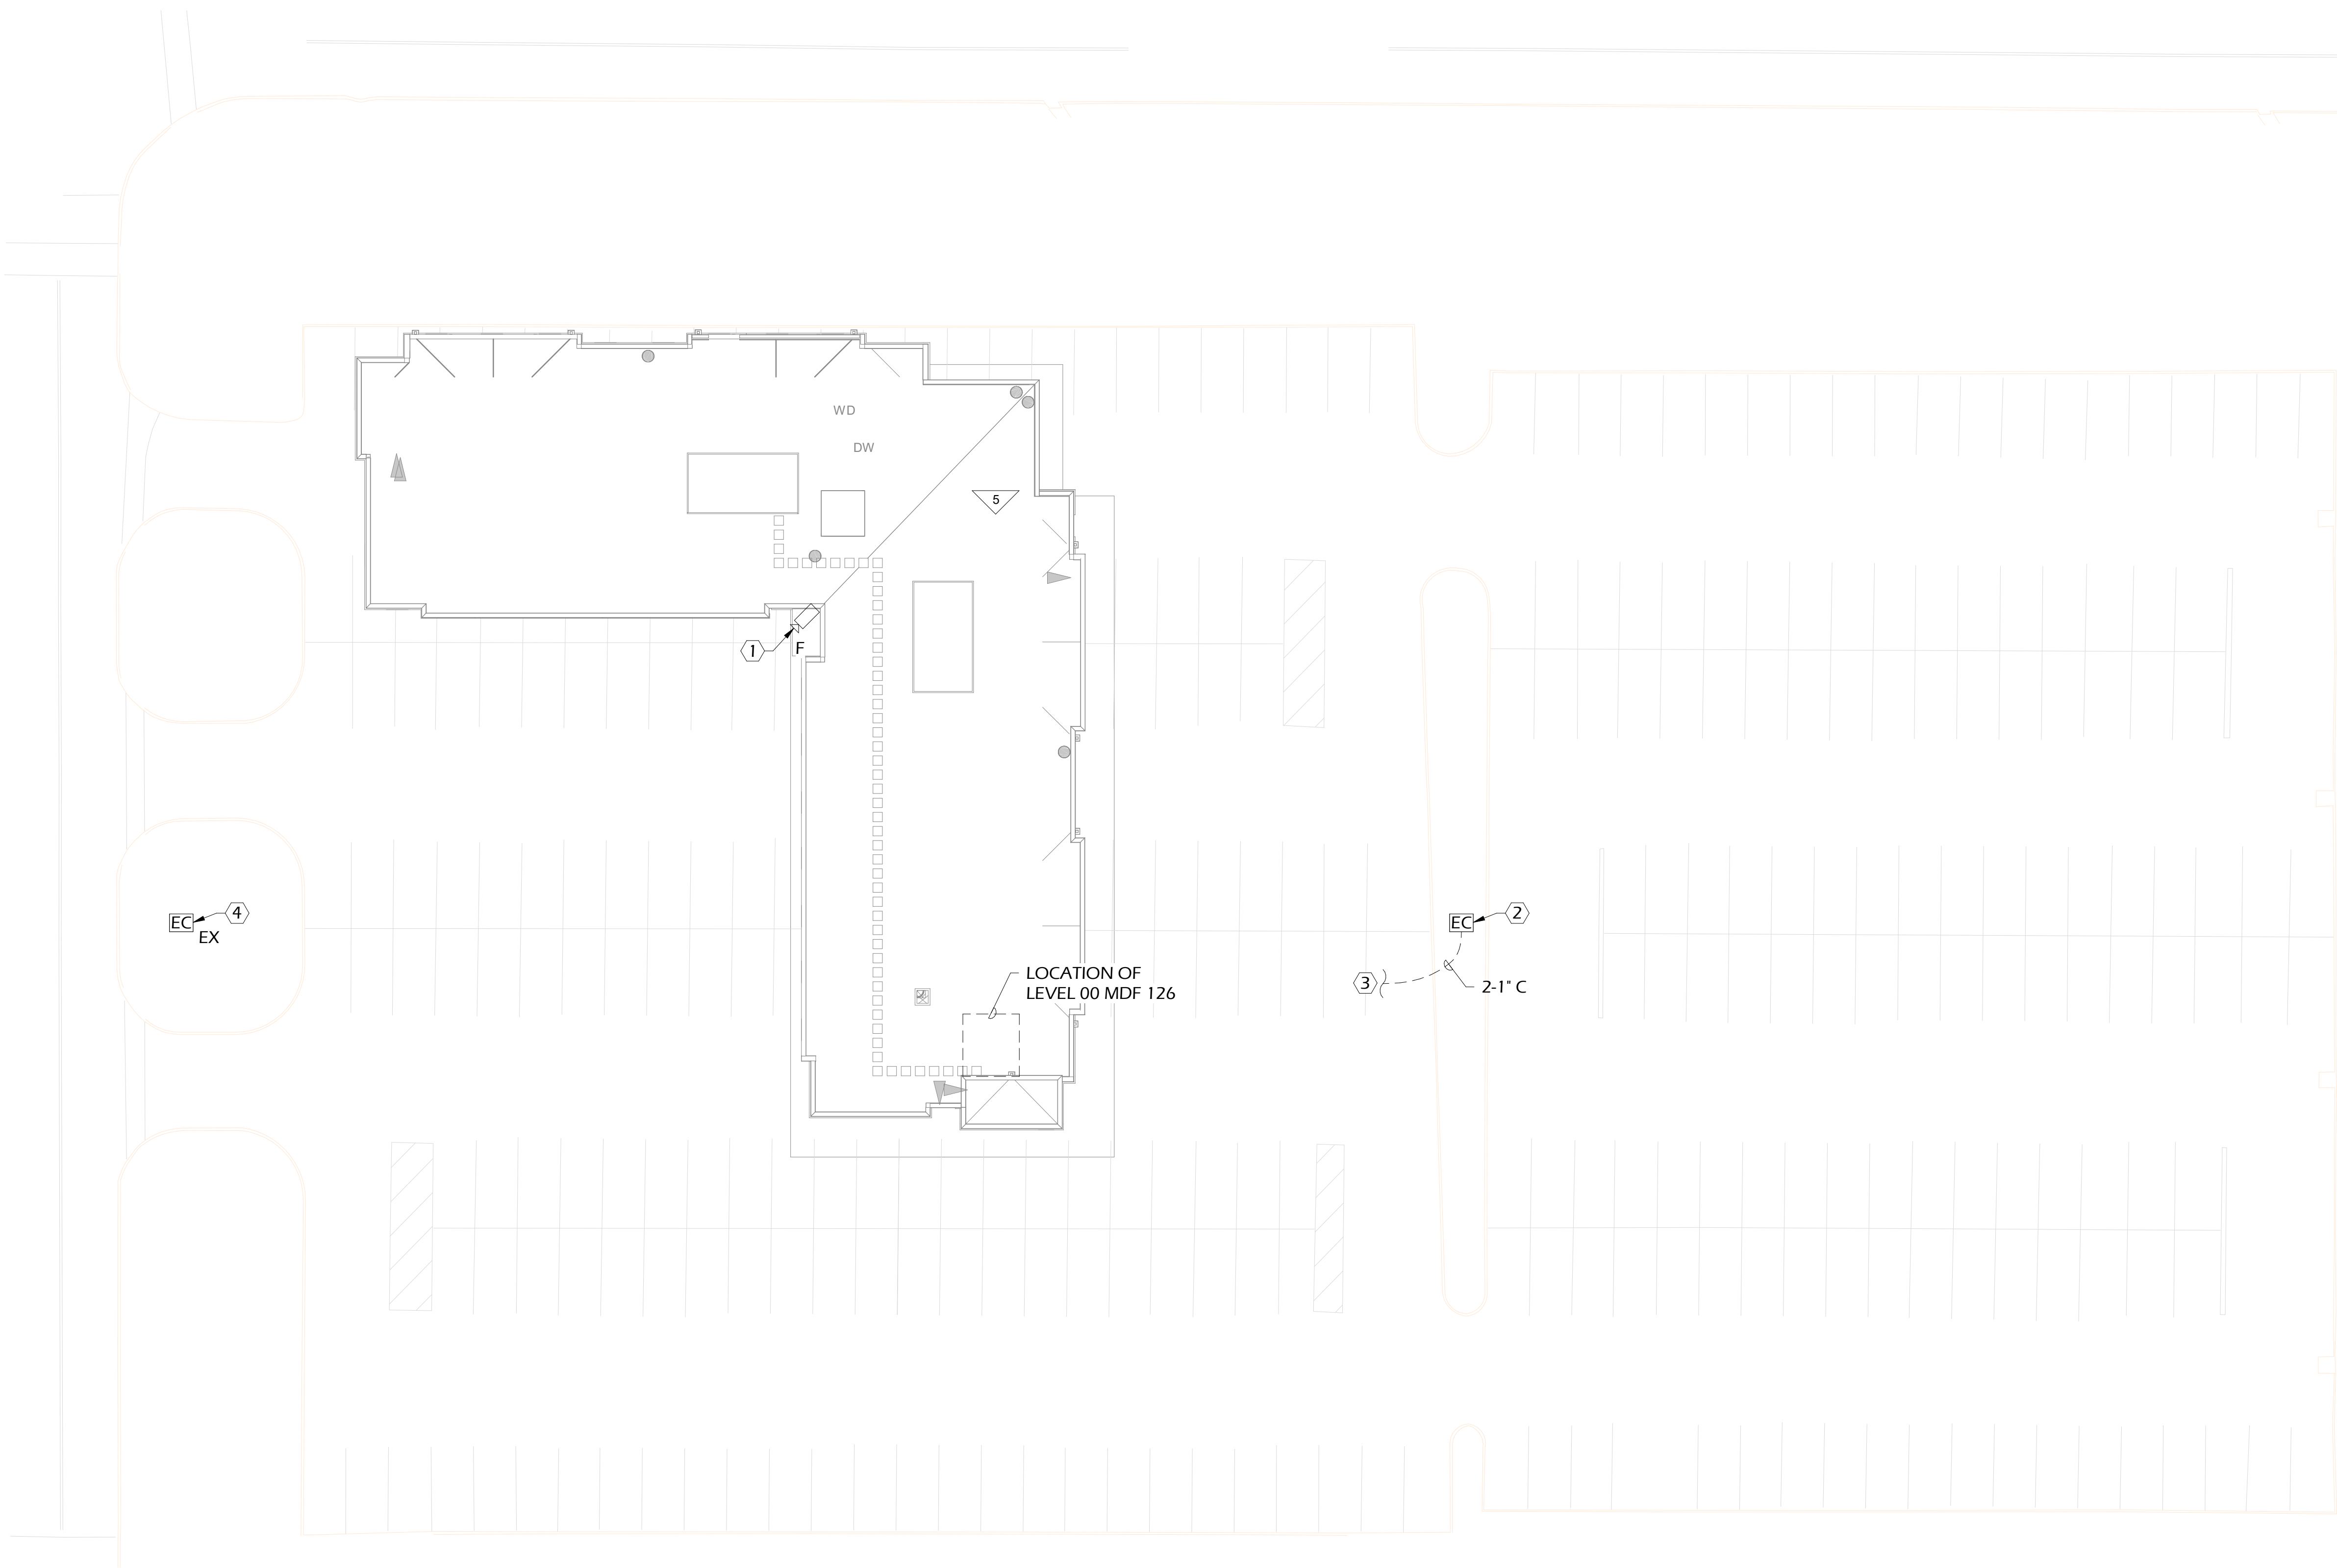 WD
DW
5
1
F
4
EC
EX
2
EC
LOCATION OF
LEVEL 00 MDF 126
3
2-1" C